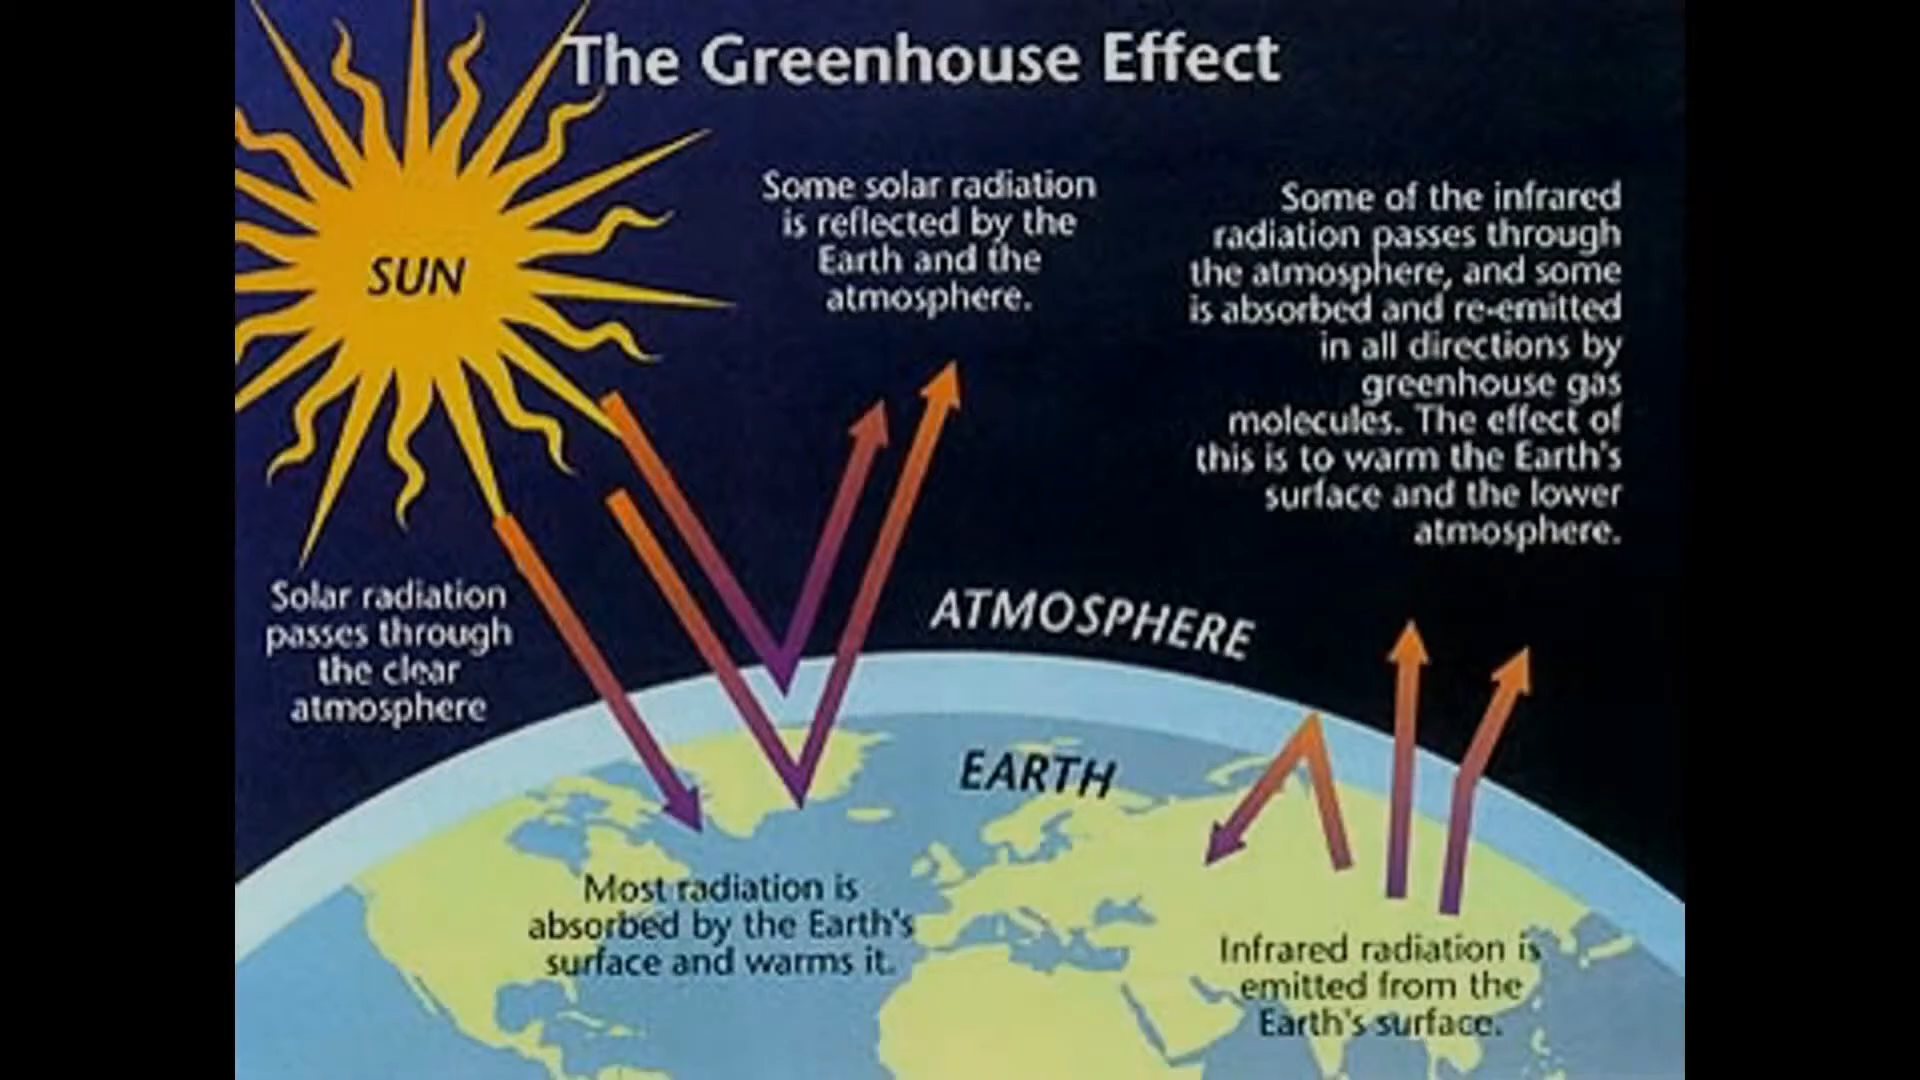 The Greenhouse Effect
SUN
Some solar radiation
is reflected by the
Earth and the
atmosphere.
Some of the infrared
radiation passes through
the atmosphere, and some
is absorbed and re-emitted
in all directions by
greenhouse gas
molecules. The effect of
this is to warm the Earth's
surface and the lower
atmosphere.
Solar radiation
passes through
the clear
atmosphere
ATMOSPHERE
EARTH
Most radiation is
absorbed by the Earth's
surface and warms it.
Infrared radiation is
emitted from the
Earth's surface.